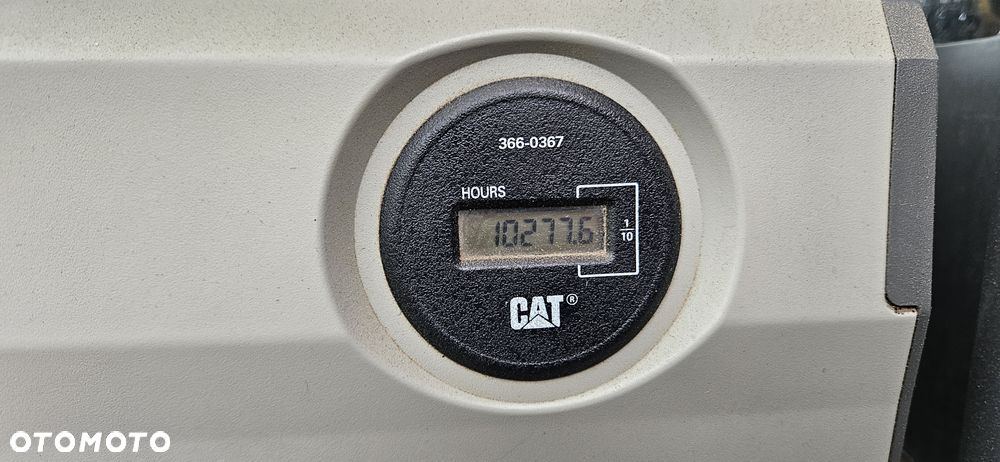 366-0367
HOURS
10277.6
1
10
CAT®
OTOMOTO